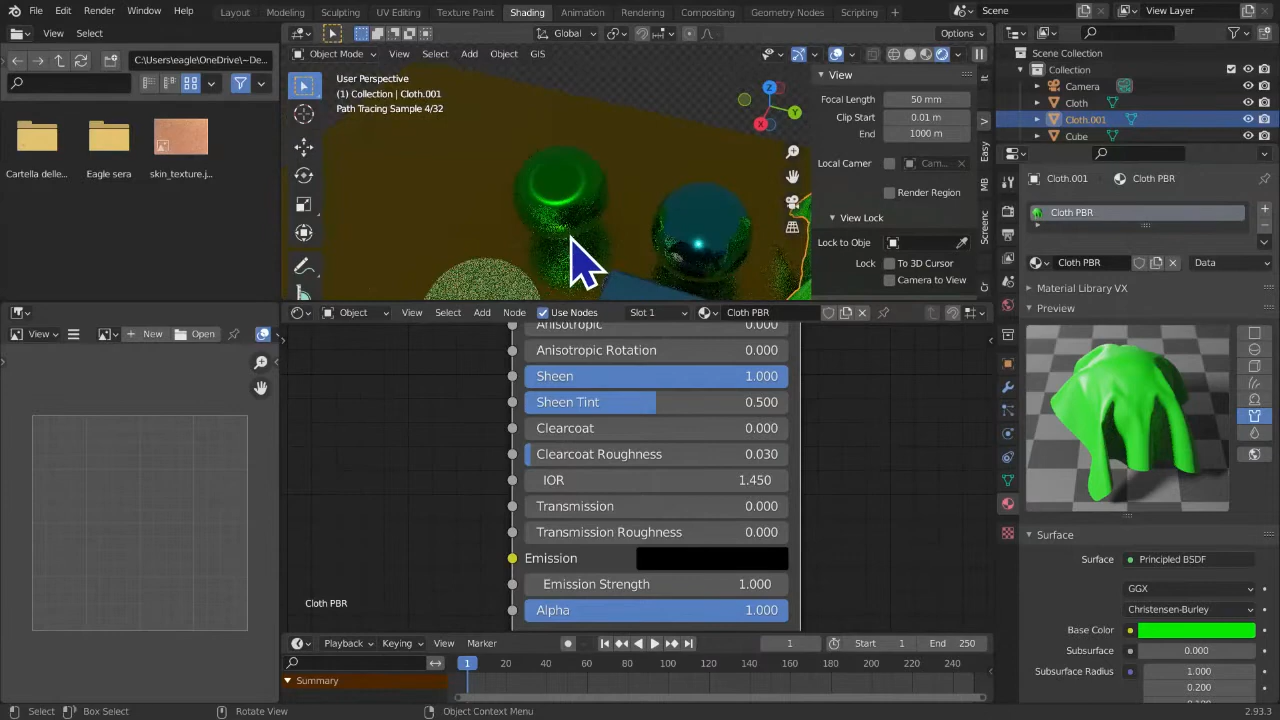 File Edit Render Window Help
Layout Modeling Sculpting UV Editing Texture Paint Shading Animation Rendering Compositing Geometry Nodes Scripting +
Scene
View Layer
View Select
C:\Users\eagle\OneDrive\~De...
Cartella delle...
Eagle sera
skin_texture.j...
Global
Options
Object Mode View Select Add Object GIS
User Perspective
(1) Collection | Cloth.001
Path Tracing Sample 4/32
Z
Y
X
View
Focal Length 50 mm
Clip Start 0.01 m
End 1000 m
Local Camer Cam...
Render Region
View Lock
Lock to Obje
Lock To 3D Cursor
Camera to View
V
Easy
MB
Screenc
Scene Collection
Collection
Camera
Cloth
Cloth.001
Cube
Cloth.001 Cloth PBR
Cloth PBR
Cloth PBR Data
Material Library VX
Preview
Surface
Surface Principled BSDF
GGX
Christensen-Burley
Base Color
Subsurface 0.000
Subsurface Radius 1.000
0.200
View New Open
Object View Select Add Node Use Nodes Slot 1 Cloth PBR
Anisotropic 0.000
Anisotropic Rotation 0.000
Sheen 1.000
Sheen Tint 0.500
Clearcoat 0.000
Clearcoat Roughness 0.030
IOR 1.450
Transmission 0.000
Transmission Roughness 0.000
Emission
Emission Strength 1.000
Alpha 1.000
Cloth PBR
Playback Keying View Marker 1 Start 1 End 250
1 20 40 60 80 100 120 140 160 180 200 220 240
Summary
Select Box Select Rotate View Object Context Menu 2.93.3